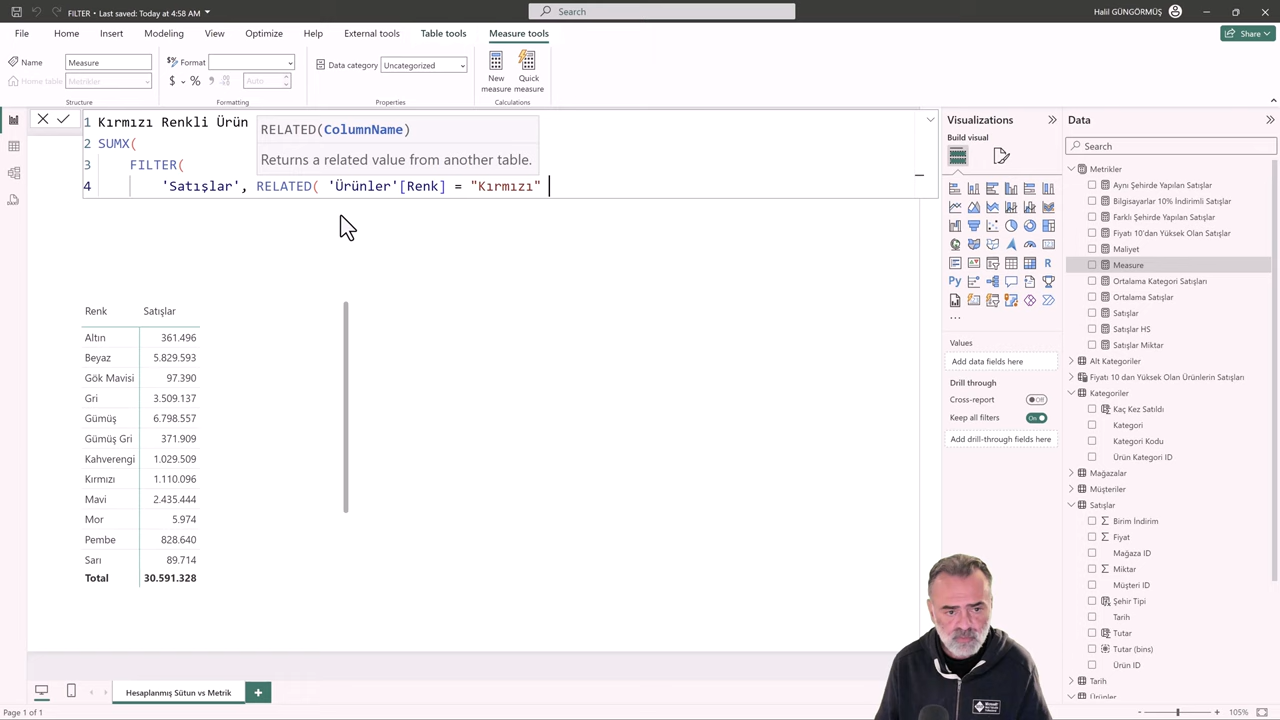 FILTER • Last saved: Today at 4:58 AM
Search
Halil GÜNGÖRMÜŞ
File
Home
Insert
Modeling
View
Optimize
Help
External tools
Table tools
Measure tools
Share
Name
Measure
Home table
Metrikler
Structure
Format
$ %
Auto
Formatting
Data category
Uncategorized
Properties
New measure
Quick measure
Calculations
1 Kırmızı Renkli Ürün
2 SUMX(
3 FILTER(
4 'Satışlar', RELATED( 'Ürünler'[Renk] = "Kırmızı"
RELATED(ColumnName)
Returns a related value from another table.
Renk Satışlar
Altın 361.496
Beyaz 5.829.593
Gök Mavisi 97.390
Gri 3.509.137
Gümüş 6.798.557
Gümüş Gri 371.909
Kahverengi 1.029.509
Kırmızı 1.110.096
Mavi 2.435.444
Mor 5.974
Pembe 828.640
Sarı 89.714
Total 30.591.328
Visualizations
Build visual
R
Py
...
Values
Add data fields here
Drill through
Cross-report
Off
Keep all filters
On
Add drill-through fields here
Data
Search
Metrikler
Aynı Şehirde Yapılan Satışlar
Bilgisayarlar 10% İndirimli Satışlar
Farklı Şehirde Yapılan Satışlar
Fiyatı 10'dan Yüksek Olan Satışlar
Maliyet
Measure
Ortalama Kategori Satışları
Ortalama Satışlar
Satışlar
Satışlar HS
Satışlar Miktar
Alt Kategoriler
Fiyatı 10 dan Yüksek Olan Ürünlerin Satışları
Kategoriler
Kaç Kez Satıldı
Kategori
Kategori Kodu
Ürün Kategori ID
Mağazalar
Müşteriler
Satışlar
Birim İndirim
Fiyat
Mağaza ID
Miktar
Müşteri ID
Şehir Tipi
Tarih
Tutar
Tutar (bins)
Ürün ID
Tarih
Ürünler
Hesaplanmış Sütun vs Metrik
Page 1 of 1
105%